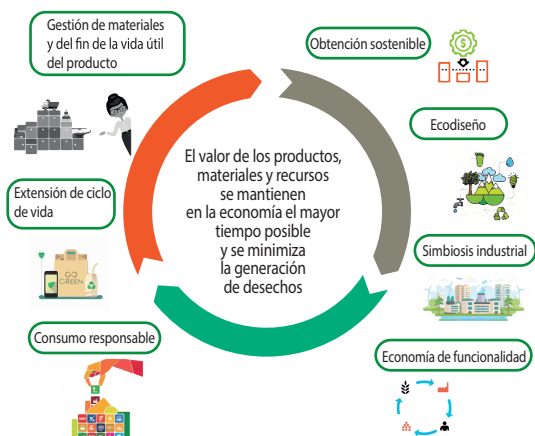 Gestión de materiales
y del fin de la vida útil
del producto
Obtención sostenible
$
Ecodiseño
El valor de los productos,
materiales y recursos
se mantienen
en la economía el mayor
tiempo posible
y se minimiza
la generación
de desechos
Extensión de ciclo
de vida
GO
GREEN
Simbiosis industrial
Consumo responsable
Economía de funcionalidad